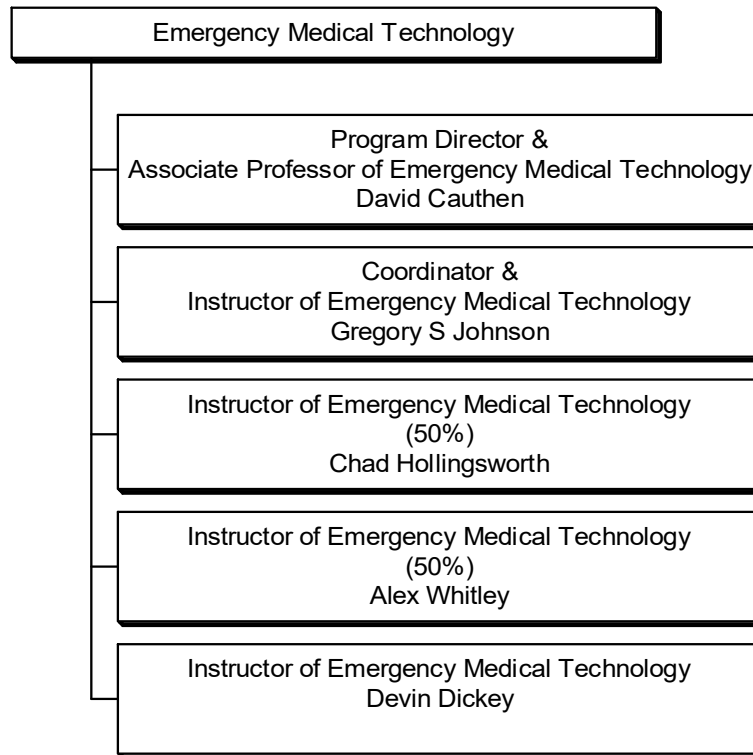 Emergency Medical Technology
Program Director &
Associate Professor of Emergency Medical Technology
David Cauthen
Coordinator &
Instructor of Emergency Medical Technology
Gregory S Johnson
Instructor of Emergency Medical Technology
(50%)
Chad Hollingsworth
Instructor of Emergency Medical Technology
(50%)
Alex Whitley
Instructor of Emergency Medical Technology
Devin Dickey